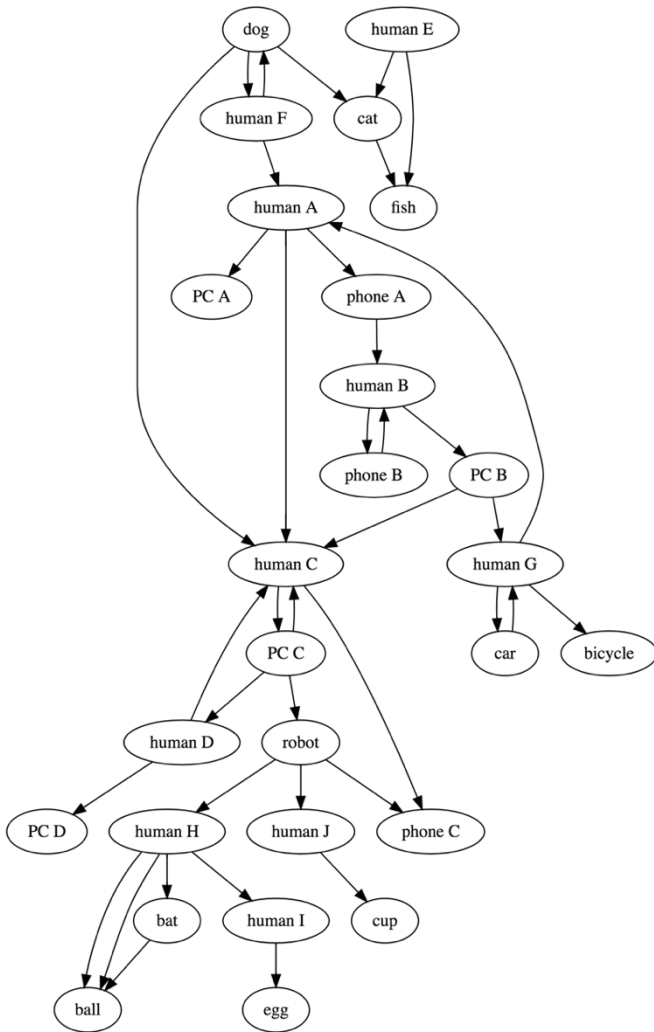 dog
human E
human F
cat
human A
fish
PC A
phone A
human B
phone B
PC B
human C
human G
PC C
car
bicycle
human D
robot
PC D
human H
human J
phone C
bat
human I
cup
ball
egg